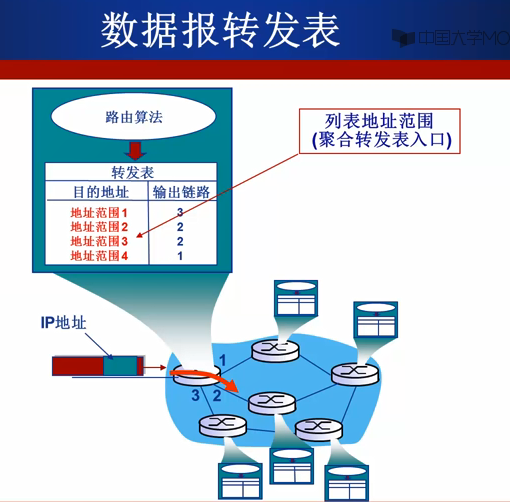 数据报转发表
中国大学MO
路由算法
列表地址范围
(聚合转发表入口)
转发表
目的地址 输出链路
地址范围1 3
地址范围2 2
地址范围3 2
地址范围4 1
IP地址
1
3 2